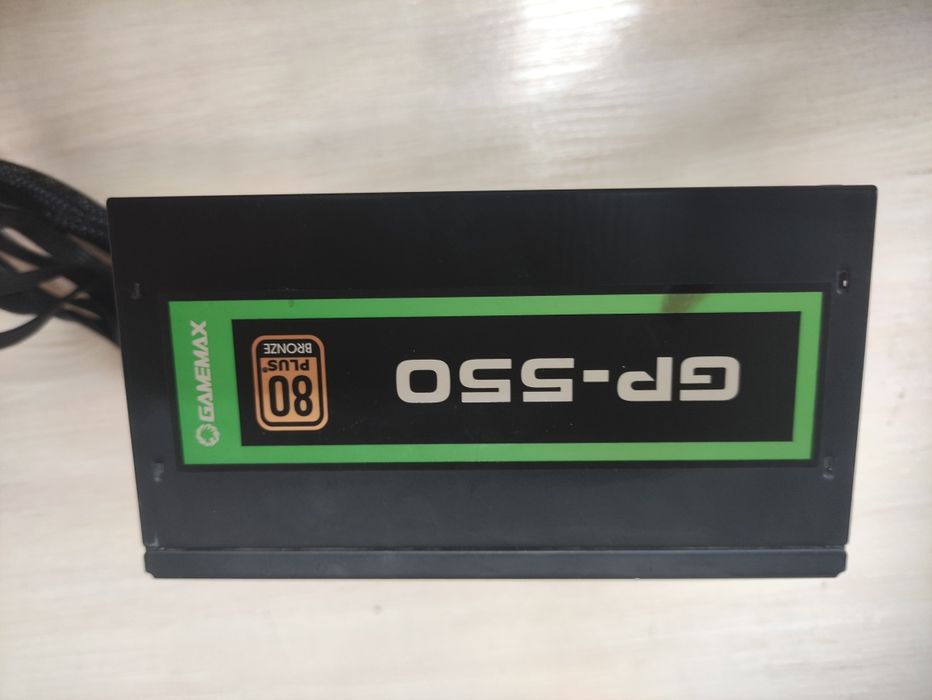 GP-550
80
PLUS®
BRONZE
GAMEMAX